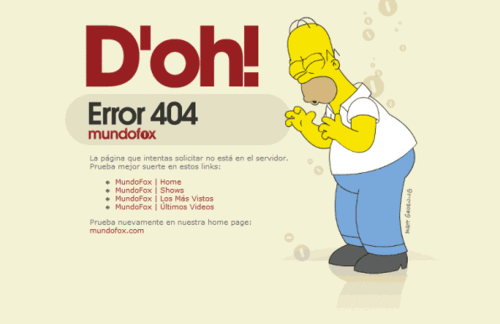 D'oh!
Error 404
mundofox
La página que intentas solicitar no está en el servidor.
Prueba mejor suerte en estos links:
MundoFox | Home
MundoFox | Shows
MundoFox | Los Más Vistos
MundoFox | Últimos Videos
Prueba nuevamente en nuestra home page:
mundofox.com
MATT GROENING